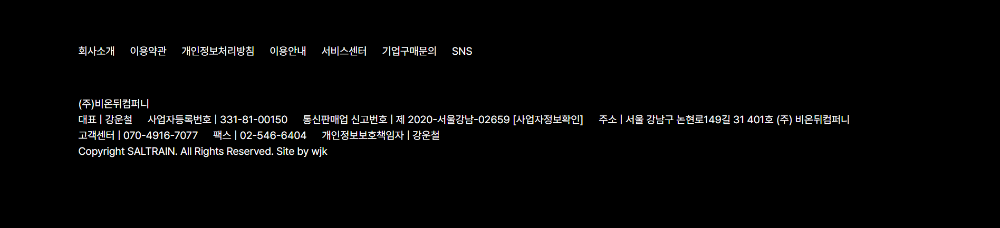 회사소개 이용약관 개인정보처리방침 이용안내 서비스센터 기업구매문의 SNS
(주)비온뒤컴퍼니
대표 | 강운철 사업자등록번호 | 331-81-00150 통신판매업 신고번호 | 제 2020-서울강남-02659 [사업자정보확인] 주소 | 서울 강남구 논현로149길 31 401호 (주) 비온뒤컴퍼니
고객센터 | 070-4916-7077 팩스 | 02-546-6404 개인정보보호책임자 | 강운철
Copyright SALTRAIN. All Rights Reserved. Site by wjk